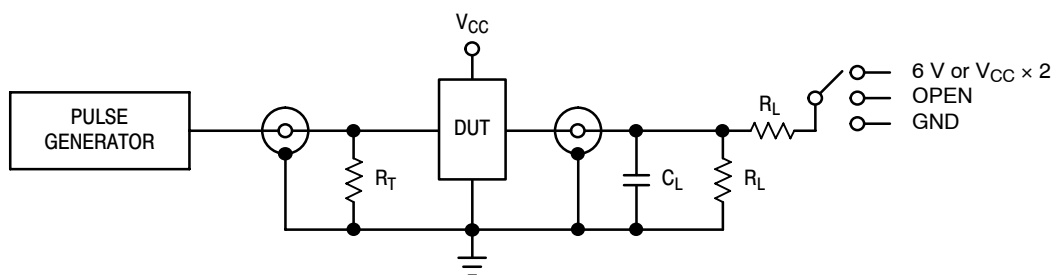 V_CC
PULSE
GENERATOR
R_T
DUT
C_L
R_L
R_L
6 V or V_CC × 2
OPEN
GND